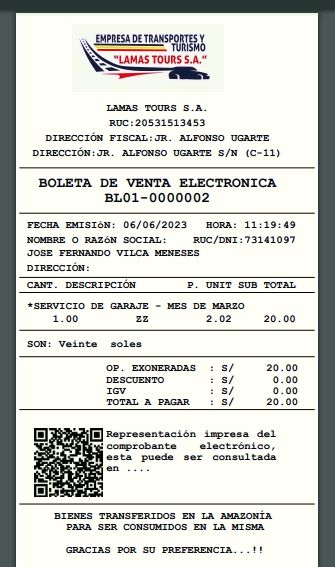 EMPRESA DE TRANSPORTES Y
TURISMO
"LAMAS TOURS S.A."
LAMAS TOURS S.A.
RUC:20531513453
DIRECCIÓN FISCAL:JR. ALFONSO UGARTE
DIRECCIÓN:JR. ALFONSO UGARTE S/N (C-11)
BOLETA DE VENTA ELECTRONICA
BL01-0000002
FECHA EMISIóN: 06/06/2023 HORA: 11:19:49
NOMBRE O RAZóN SOCIAL: RUC/DNI:73141097
JOSE FERNANDO VILCA MENESES
DIRECCIÓN:
CANT. DESCRIPCIÓN P. UNIT SUB TOTAL
*SERVICIO DE GARAJE - MES DE MARZO
1.00 ZZ 2.02 20.00
SON: Veinte soles
OP. EXONERADAS : S/ 20.00
DESCUENTO : S/ 0.00
IGV : S/ 0.00
TOTAL A PAGAR : S/ 20.00
Representación impresa del
comprobante electrónico,
esta puede ser consultada
en ....
BIENES TRANSFERIDOS EN LA AMAZONÍA
PARA SER CONSUMIDOS EN LA MISMA
GRACIAS POR SU PREFERENCIA...!!